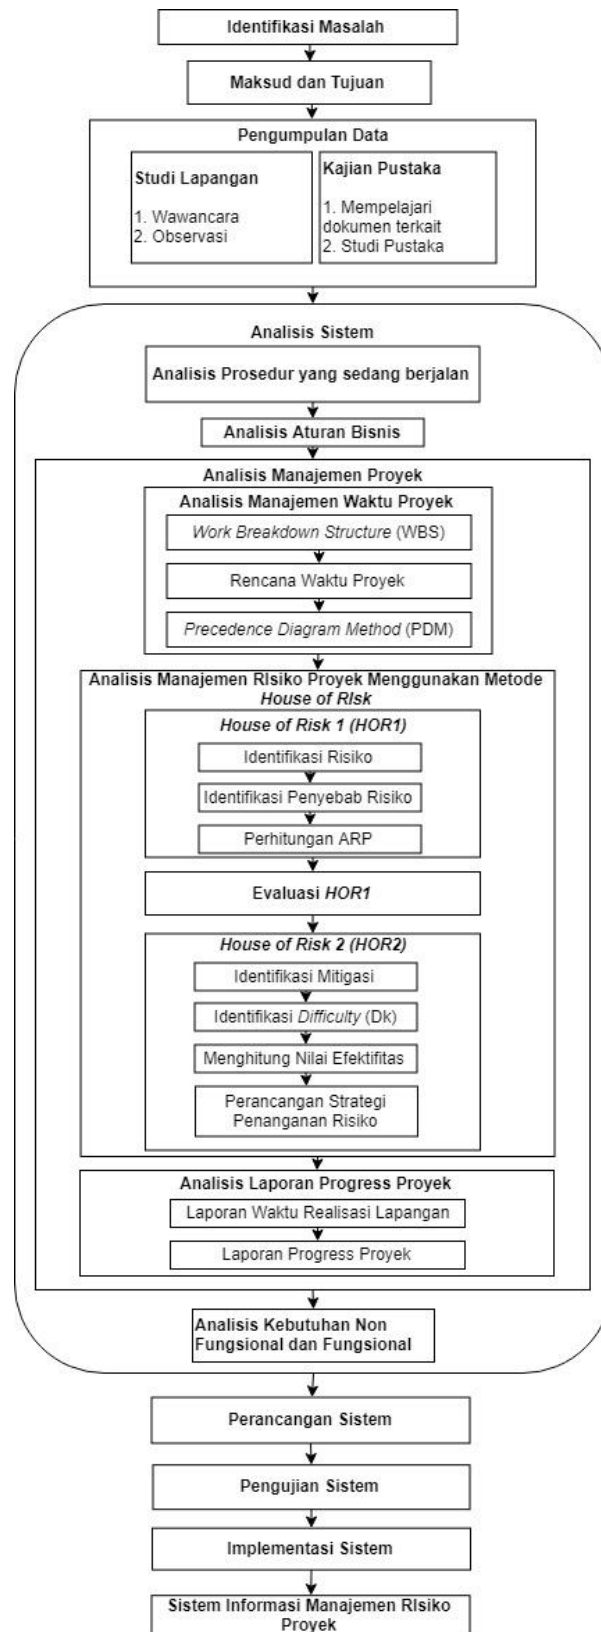 Identifikasi Masalah
Maksud dan Tujuan
Pengumpulan Data
Studi Lapangan
1. Wawancara
2. Observasi
Kajian Pustaka
1. Mempelajari
dokumen terkait
2. Studi Pustaka
Analisis Sistem
Analisis Prosedur yang sedang berjalan
Analisis Aturan Bisnis
Analisis Manajemen Proyek
Analisis Manajemen Waktu Proyek
Work Breakdown Structure (WBS)
Rencana Waktu Proyek
Precedence Diagram Method (PDM)
Analisis Manajemen RIsiko Proyek Menggunakan Metode
House of RIsk
House of Risk 1 (HOR1)
Identifikasi Risiko
Identifikasi Penyebab Risiko
Perhitungan ARP
Evaluasi HOR1
House of Risk 2 (HOR2)
Identifikasi Mitigasi
Identifikasi Difficulty (Dk)
Menghitung Nilai Efektifitas
Perancangan Strategi
Penanganan Risiko
Analisis Laporan Progress Proyek
Laporan Waktu Realisasi Lapangan
Laporan Progress Proyek
Analisis Kebutuhan Non
Fungsional dan Fungsional
Perancangan Sistem
Pengujian Sistem
Implementasi Sistem
Sistem Informasi Manajemen RIsiko
Proyek